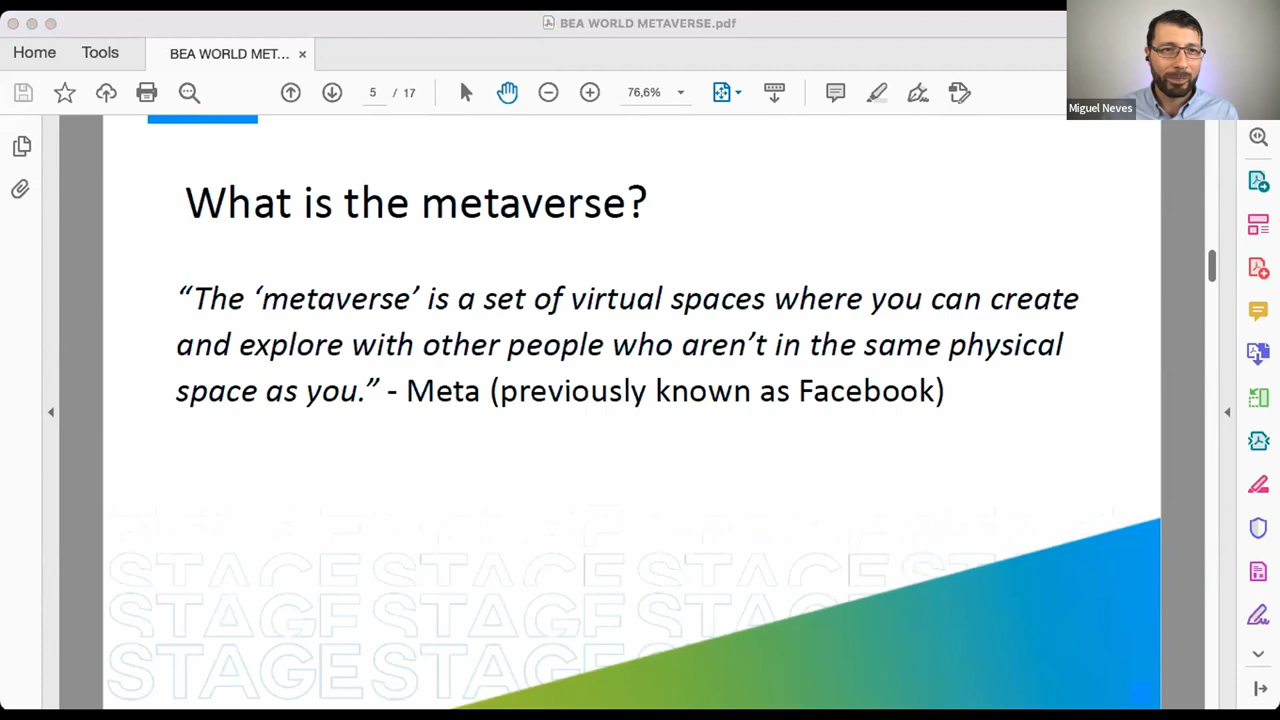 BEA WORLD METAVERSE.pdf
Home Tools BEA WORLD MET... ×
5 / 17 76,6%
Miguel Neves
What is the metaverse?
“The ‘metaverse’ is a set of virtual spaces where you can create
and explore with other people who aren’t in the same physical
space as you.” - Meta (previously known as Facebook)
STAGE STAGE STAGE STAGE
STAGE STAGE STAGE
STAGE STAGE STAGE